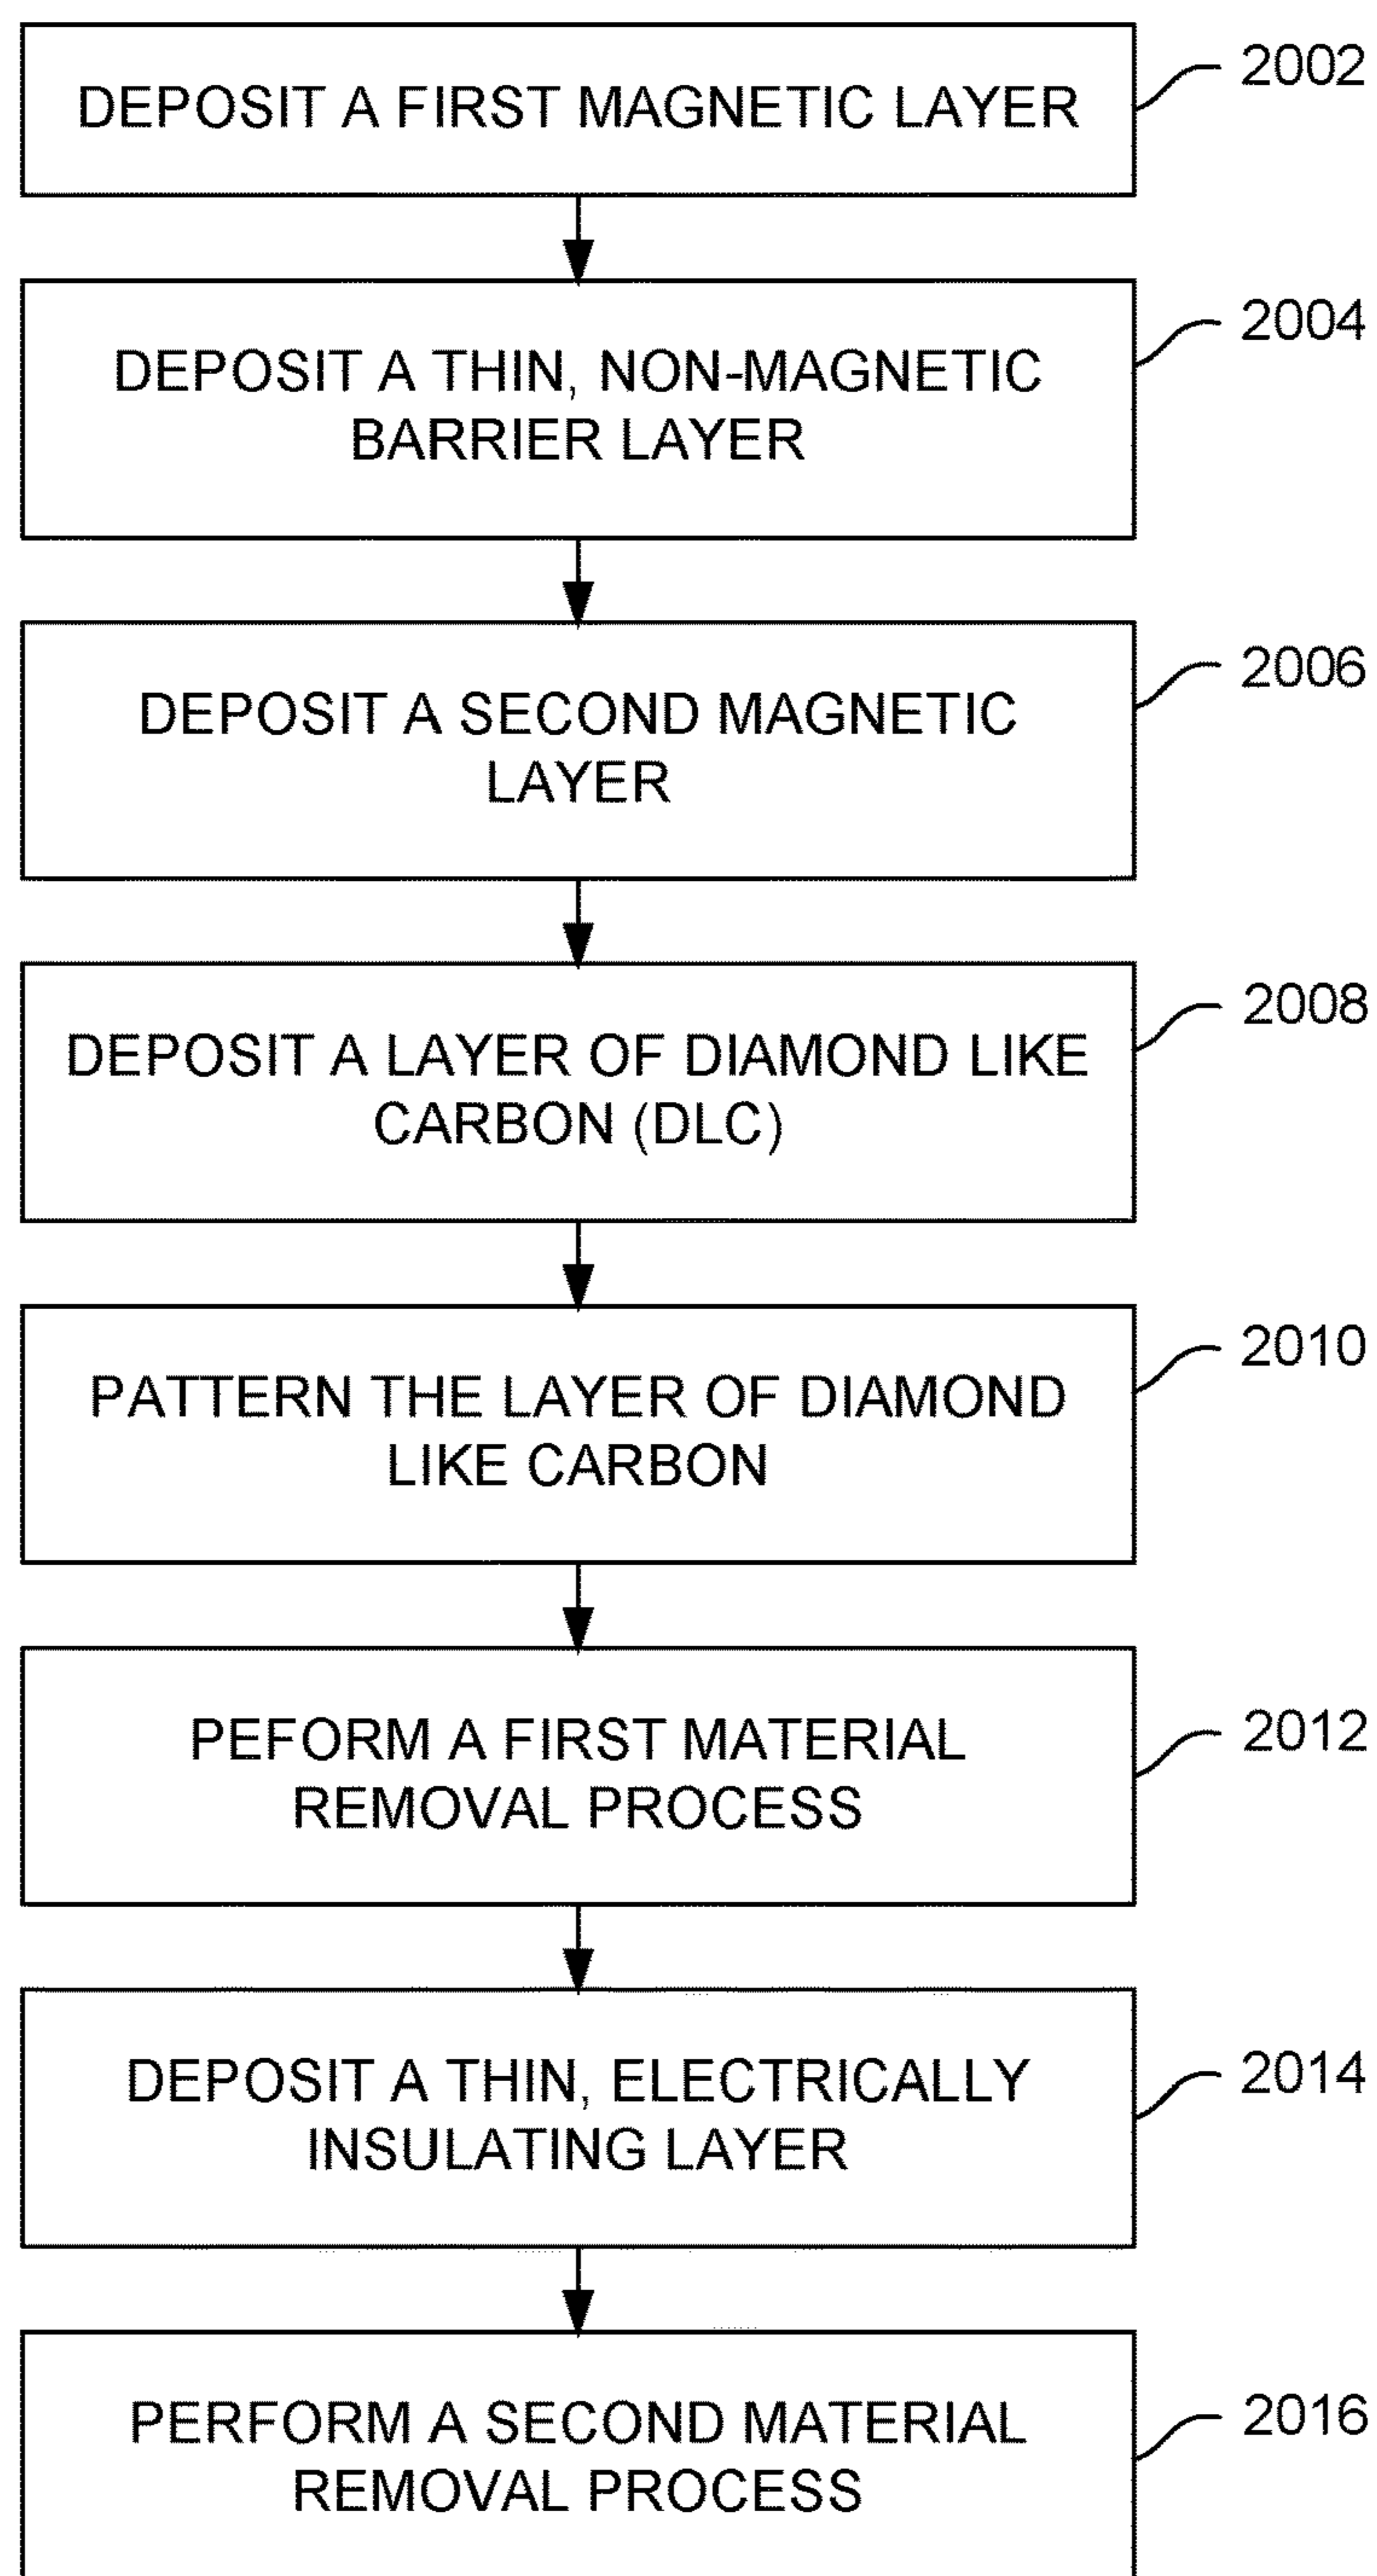 DEPOSIT A FIRST MAGNETIC LAYER
2002
DEPOSIT A THIN, NON-MAGNETIC
BARRIER LAYER
2004
DEPOSIT A SECOND MAGNETIC
LAYER
2006
DEPOSIT A LAYER OF DIAMOND LIKE
CARBON (DLC)
2008
PATTERN THE LAYER OF DIAMOND
LIKE CARBON
2010
PEFORM A FIRST MATERIAL
REMOVAL PROCESS
2012
DEPOSIT A THIN, ELECTRICALLY
INSULATING LAYER
2014
PERFORM A SECOND MATERIAL
REMOVAL PROCESS
2016